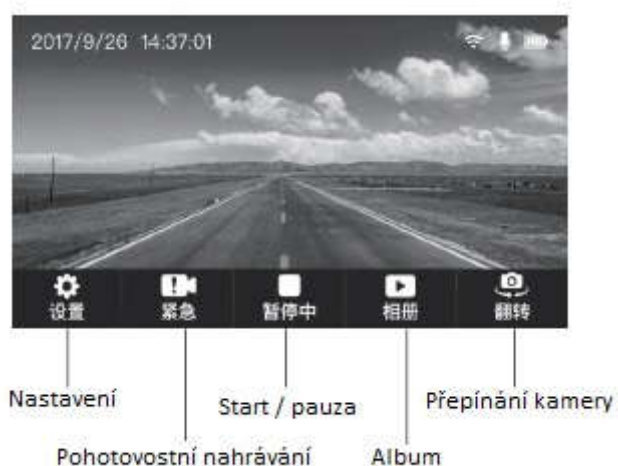 2017/9/26 14:37:01
设置 紧急 暂停中 相册 翻转
Nastavení Start / pauza Přepínání kamery
Pohotovostní nahrávání Album